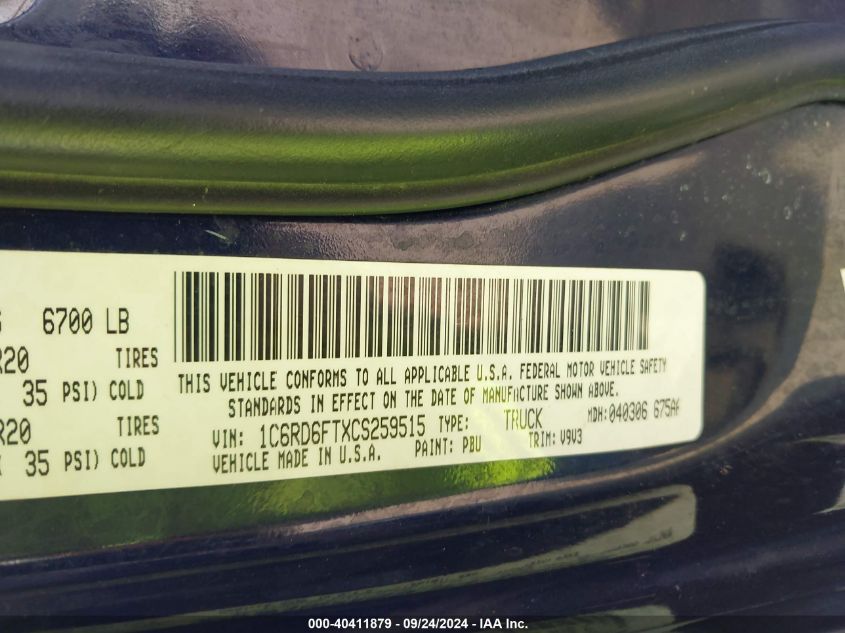 6700 LB
R20 TIRES
35 PSI) COLD
R20 TIRES
35 PSI) COLD
THIS VEHICLE CONFORMS TO ALL APPLICABLE U.S.A. FEDERAL MOTOR VEHICLE SAFETY
STANDARDS IN EFFECT ON THE DATE OF MANUFACTURE SHOWN ABOVE.
VIN: 1C6RD6FTXCS259515 TYPE: TRUCK MDH: 040306 675AA
VEHICLE MADE IN U.S.A. PAINT: PBU TRIM: V9V3
000-40411879 / 09/24/2024 - IAA Inc.